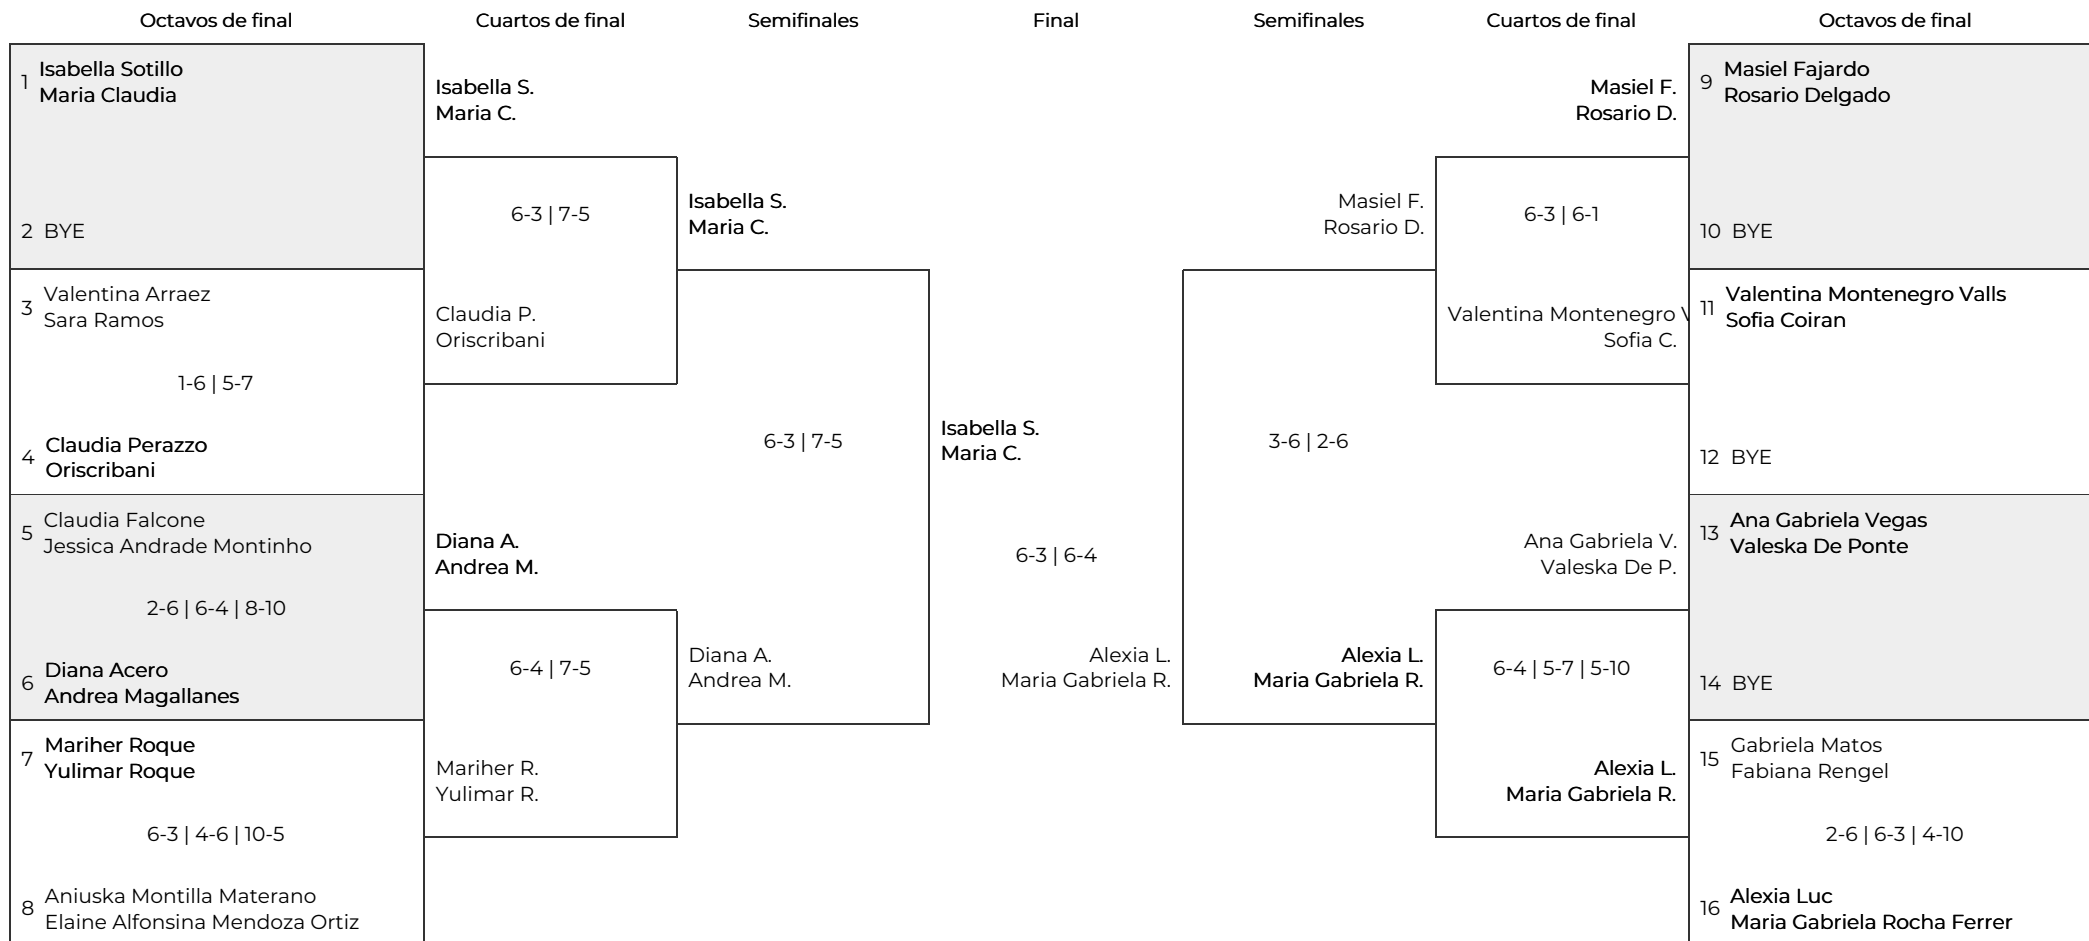 Octavos de final
Cuartos de final
Semifinales
Final
Semifinales
Cuartos de final
Octavos de final
1
Isabella Sotillo
Maria Claudia
2 BYE
3
Valentina Arraez
Sara Ramos
1-6 | 5-7
4
Claudia Perazzo
Oriscribani
5
Claudia Falcone
Jessica Andrade Montinho
2-6 | 6-4 | 8-10
6
Diana Acero
Andrea Magallanes
7
Mariher Roque
Yulimar Roque
6-3 | 4-6 | 10-5
8
Aniuska Montilla Materano
Elaine Alfonsina Mendoza Ortiz
Isabella S.
Maria C.
6-3 | 7-5
Claudia P.
Oriscribani
Diana A.
Andrea M.
6-4 | 7-5
Mariher R.
Yulimar R.
Isabella S.
Maria C.
6-3 | 7-5
Diana A.
Andrea M.
Isabella S.
Maria C.
6-3 | 6-4
Alexia L.
Maria Gabriela R.
Masiel F.
Rosario D.
3-6 | 2-6
Alexia L.
Maria Gabriela R.
Masiel F.
Rosario D.
6-3 | 6-1
Valentina Montenegro V
Sofia C.
Ana Gabriela V.
Valeska De P.
6-4 | 5-7 | 5-10
Alexia L.
Maria Gabriela R.
9
Masiel Fajardo
Rosario Delgado
10 BYE
11
Valentina Montenegro Valls
Sofia Coiran
12 BYE
13
Ana Gabriela Vegas
Valeska De Ponte
14 BYE
15
Gabriela Matos
Fabiana Rengel
2-6 | 6-3 | 4-10
16
Alexia Luc
Maria Gabriela Rocha Ferrer